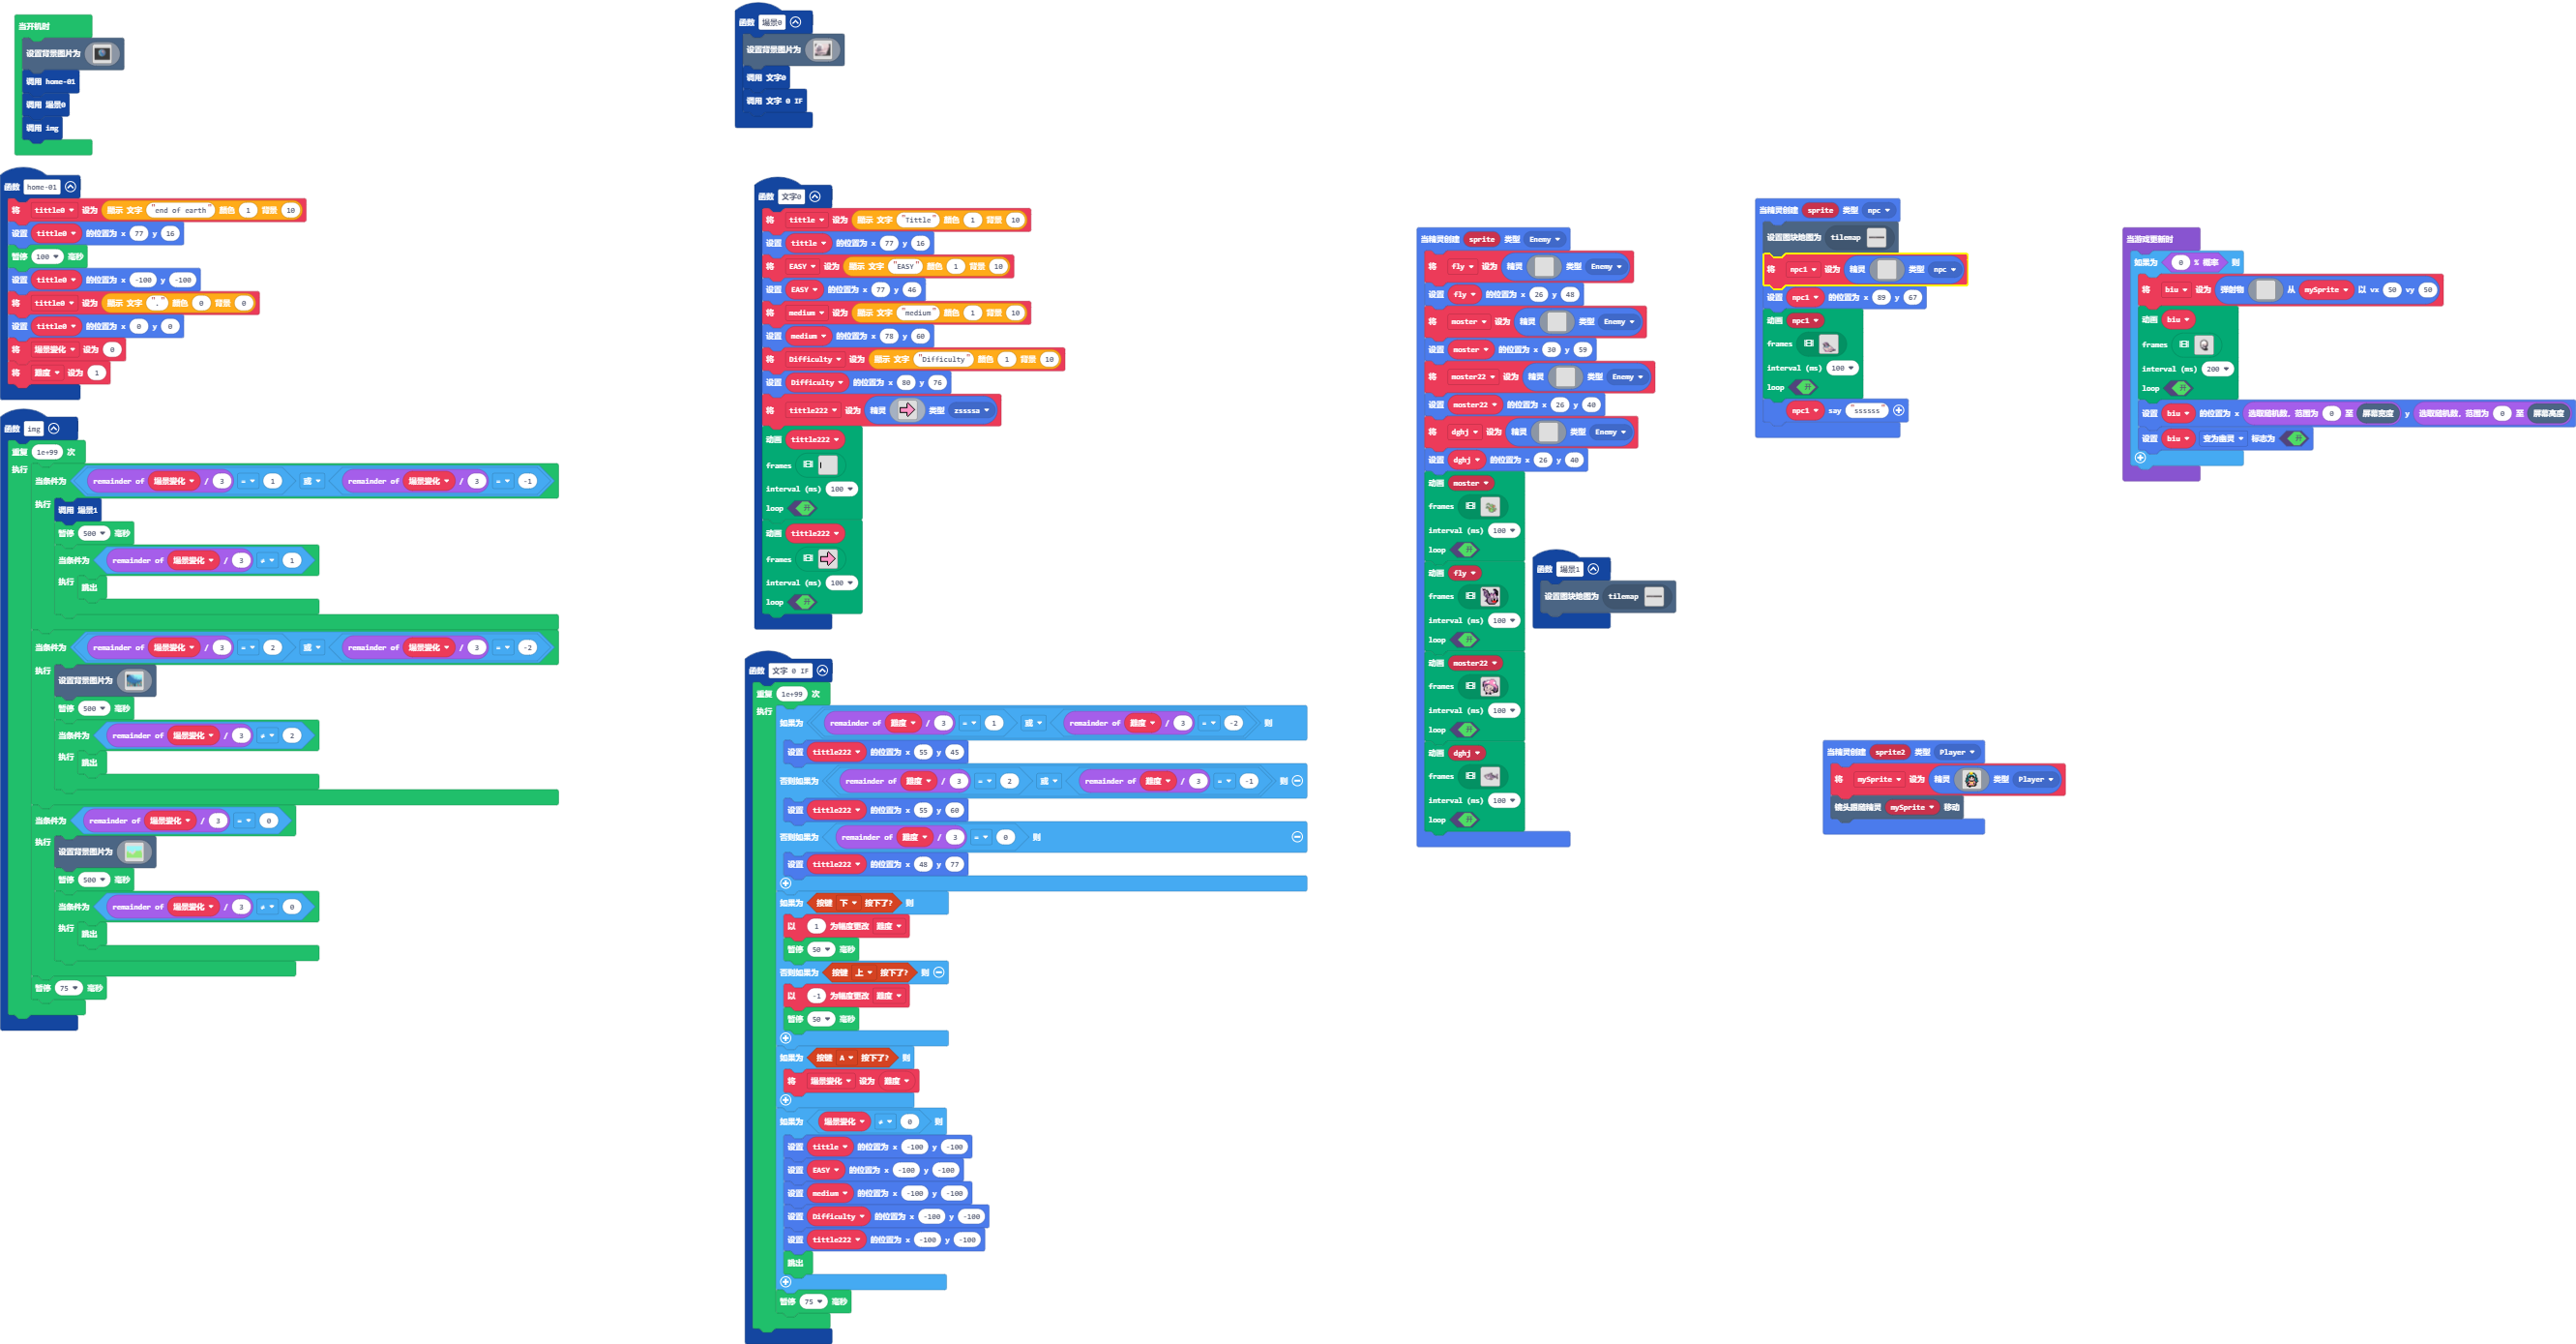 当开机时
设置背景图片为
调用 home-01
调用 场景0
调用 img
函数 home-01
将 tittle0 设为 显示 文字 "end of earth" 颜色 1 背景 10
设置 tittle0 的位置为 x 77 y 16
暂停 100 毫秒
设置 tittle0 的位置为 x -100 y -100
将 tittle0 设为 显示 文字 "." 颜色 0 背景 0
设置 tittle0 的位置为 x 0 y 0
将 场景变化 设为 0
将 难度 设为 1
函数 img
重复 1e+99 次
执行
当条件为 remainder of 场景变化 / 3 = 1 或 remainder of 场景变化 / 3 = -1
执行
调用 场景1
暂停 500 毫秒
当条件为 remainder of 场景变化 / 3 ≠ 1
执行
跳出
当条件为 remainder of 场景变化 / 3 = 2 或 remainder of 场景变化 / 3 = -2
执行
设置背景图片为
暂停 500 毫秒
当条件为 remainder of 场景变化 / 3 ≠ 2
执行
跳出
当条件为 remainder of 场景变化 / 3 = 0
执行
设置背景图片为
暂停 500 毫秒
当条件为 remainder of 场景变化 / 3 ≠ 0
执行
跳出
暂停 75 毫秒
函数 场景0
设置背景图片为
调用 文字0
调用 文字 0 IF
函数 文字0
将 tittle 设为 显示 文字 "Tittle" 颜色 1 背景 10
设置 tittle 的位置为 x 77 y 16
将 EASY 设为 显示 文字 "EASY" 颜色 1 背景 10
设置 EASY 的位置为 x 77 y 46
将 medium 设为 显示 文字 "medium" 颜色 1 背景 10
设置 medium 的位置为 x 78 y 60
将 Difficulty 设为 显示 文字 "Difficulty" 颜色 1 背景 10
设置 Difficulty 的位置为 x 80 y 76
将 tittle222 设为 精灵 类型 zssssa
动画 tittle222
frames
interval (ms) 100
loop 开
动画 tittle222
frames
interval (ms) 100
loop 开
函数 文字 0 IF
重复 1e+99 次
执行
如果为 remainder of 难度 / 3 = 1 或 remainder of 难度 / 3 = -2 则
设置 tittle222 的位置为 x 55 y 45
否则如果为 remainder of 难度 / 3 = 2 或 remainder of 难度 / 3 = -1 则
设置 tittle222 的位置为 x 55 y 60
否则如果为 remainder of 难度 / 3 = 0 则
设置 tittle222 的位置为 x 48 y 77
如果为 按键 下 按下了? 则
以 1 为幅度更改 难度
暂停 50 毫秒
否则如果为 按键 上 按下了? 则
以 -1 为幅度更改 难度
暂停 50 毫秒
如果为 按键 A 按下了? 则
将 场景变化 设为 难度
如果为 场景变化 ≠ 0 则
设置 tittle 的位置为 x -100 y -100
设置 EASY 的位置为 x -100 y -100
设置 medium 的位置为 x -100 y -100
设置 Difficulty 的位置为 x -100 y -100
设置 tittle222 的位置为 x -100 y -100
跳出
暂停 75 毫秒
当精灵创建 sprite 类型 Enemy
将 fly 设为 精灵 类型 Enemy
设置 fly 的位置为 x 26 y 48
将 moster 设为 精灵 类型 Enemy
设置 moster 的位置为 x 30 y 59
将 moster22 设为 精灵 类型 Enemy
设置 moster22 的位置为 x 26 y 40
将 dghj 设为 精灵 类型 Enemy
设置 dghj 的位置为 x 26 y 40
动画 moster
frames
interval (ms) 100
loop 开
动画 fly
frames
interval (ms) 100
loop 开
动画 moster22
frames
interval (ms) 100
loop 开
动画 dghj
frames
interval (ms) 100
loop 开
函数 场景1
设置图块地图为 tilemap
当精灵创建 sprite 类型 npc
设置图块地图为 tilemap
将 npc1 设为 精灵 类型 npc
设置 npc1 的位置为 x 89 y 67
动画 npc1
frames
interval (ms) 100
loop 开
npc1 say "ssssss"
当精灵创建 sprite2 类型 Player
将 mySprite 设为 精灵 类型 Player
镜头跟随精灵 mySprite 移动
当游戏更新时
如果为 0 % 概率 则
将 biu 设为 弹射物 从 mySprite 以 vx 50 vy 50
动画 biu
frames
interval (ms) 200
loop 开
设置 biu 的位置为 x 选取随机数，范围为 0 至 屏幕宽度 y 选取随机数，范围为 0 至 屏幕高度
设置 biu 变为幽灵 标志为 开